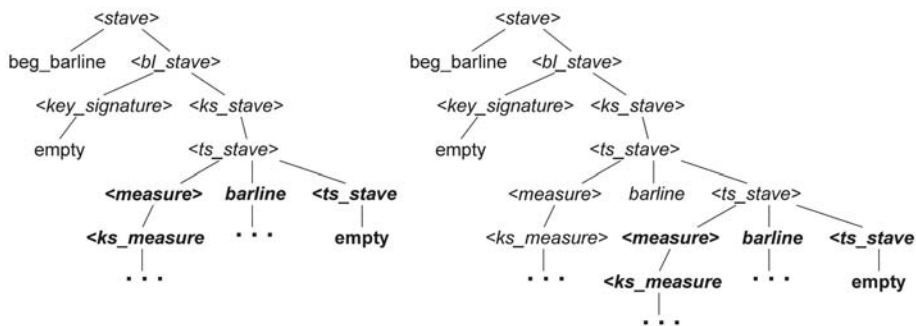 <stave>
beg_barline <bl_stave>
<key_signature> <ks_stave>
empty <ts_stave>
<measure> barline <ts_stave
<ks_measure . . . empty
. . .
<stave>
beg_barline <bl_stave>
<key_signature> <ks_stave>
empty <ts_stave>
<measure> barline <ts_stave>
<ks_measure> <measure> barline <ts_stave
. . . <ks_measure . . . empty
. . .